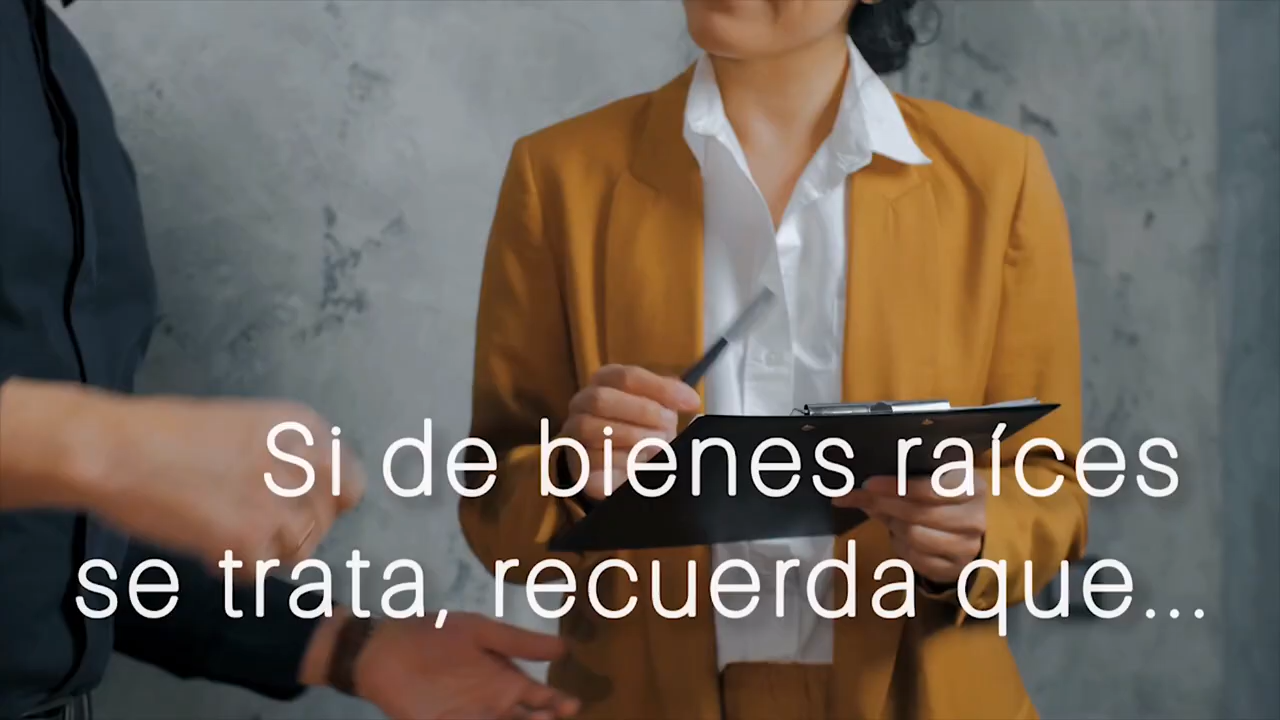 Si de bienes raíces
se trata, recuerda que...